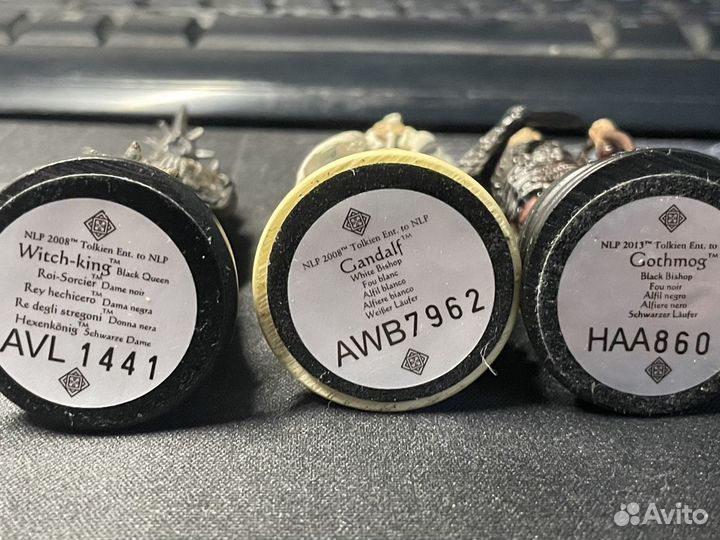 NLP 2008™ Tolkien Ent. to NLP
Witch-king™ Black Queen
Roi-Sorcier™ Dame noir
Rey hechicero™ Dama negra
Re degli stregoni™ Donna nera
Hexenkönig™ Schwarze Dame
AVL 1441
NLP 2008™ Tolkien Ent. to NLP
Gandalf™
White Bishop
Fou blanc
Alfil blanco
Alfiere bianco
Weißer Läufer
AWB7962
NLP 2013™ Tolkien Ent. to
Gothmog™
Black Bishop
Fou noir
Alfil negro
Alfiere nero
Schwarzer Läufer
HAA860
Avito